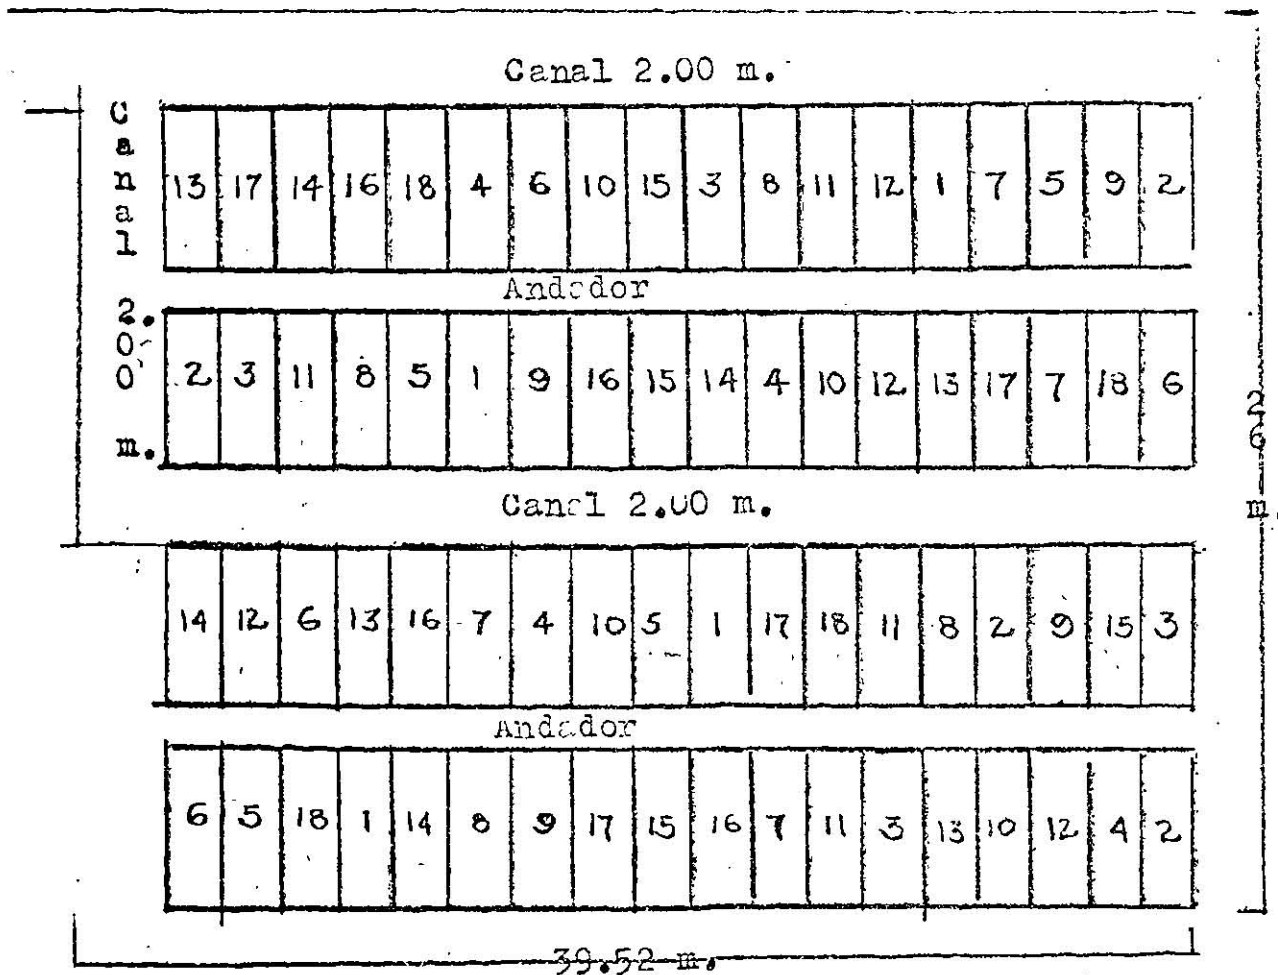 Canal 2.00 m.
Canal 2.00 m.
13 17 14 16 18 4 6 10 15 3 8 11 12 1 7 5 9 2
Andador
2 3 11 8 5 1 9 16 15 14 4 10 12 13 17 7 18 6
Canal 2.00 m.
26 m.
14 12 6 13 16 7 4 10 5 1 17 18 11 8 2 9 15 3
Andador
6 5 18 1 14 8 9 17 15 16 7 11 3 13 10 12 4 2
39.52 m.